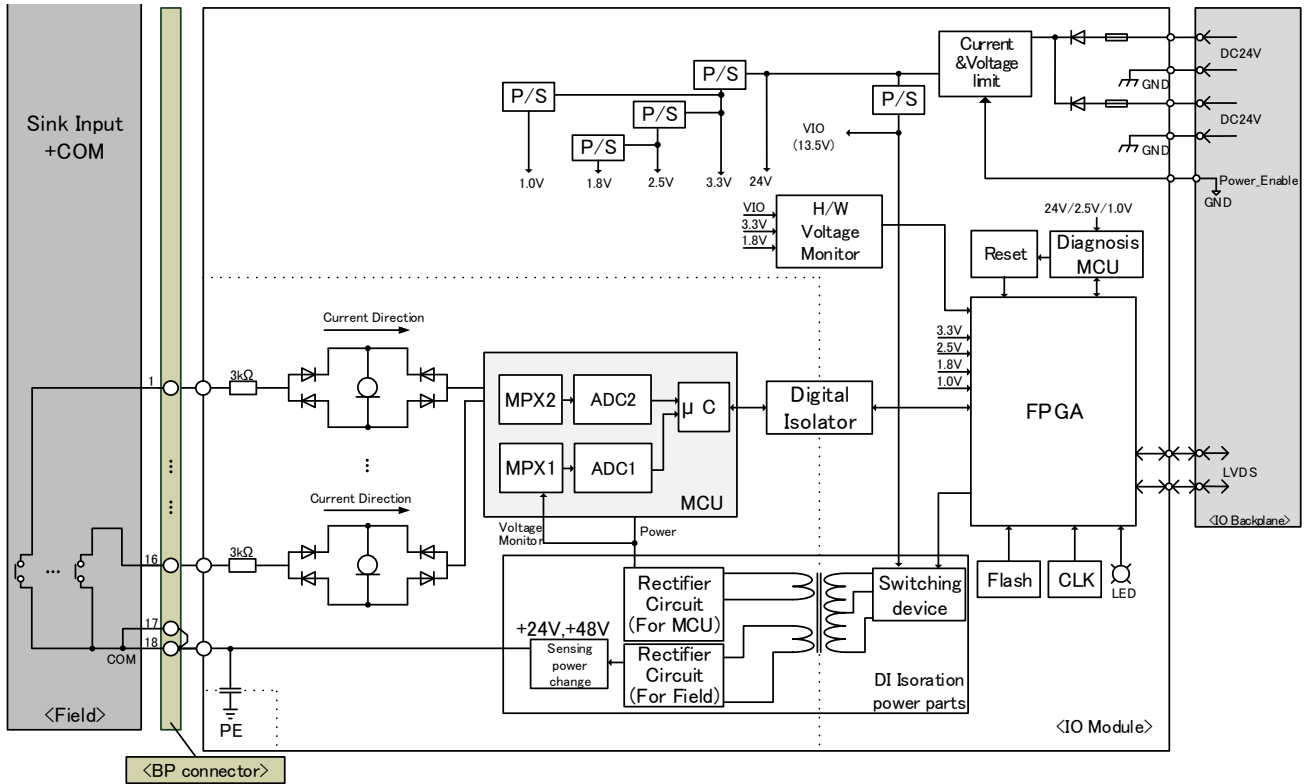 Sink Input
+COM
<Field>
<BP connector>
1
⋮
⋮
16
17
18
COM
...
PE
3kΩ
Current Direction
⋮
3kΩ
Current Direction
P/S
P/S
P/S
P/S
P/S
1.0V
1.8V
2.5V
3.3V
24V
VIO
(13.5V)
Current
&Voltage
limit
DC24V
GND
DC24V
GND
Power_Enable
GND
VIO
3.3V
1.8V
H/W
Voltage
Monitor
24V/2.5V/1.0V
Reset
Diagnosis
MCU
MPX2
ADC2
μ C
MPX1
ADC1
MCU
Voltage
Monitor
Power
Digital
Isolator
3.3V
2.5V
1.8V
1.0V
FPGA
LVDS
<IO Backplane>
Flash
CLK
LED
Rectifier
Circuit
(For MCU)
Switching
device
+24V,+48V
Sensing
power
change
Rectifier
Circuit
(For Field)
DI Isoration
power parts
<IO Module>